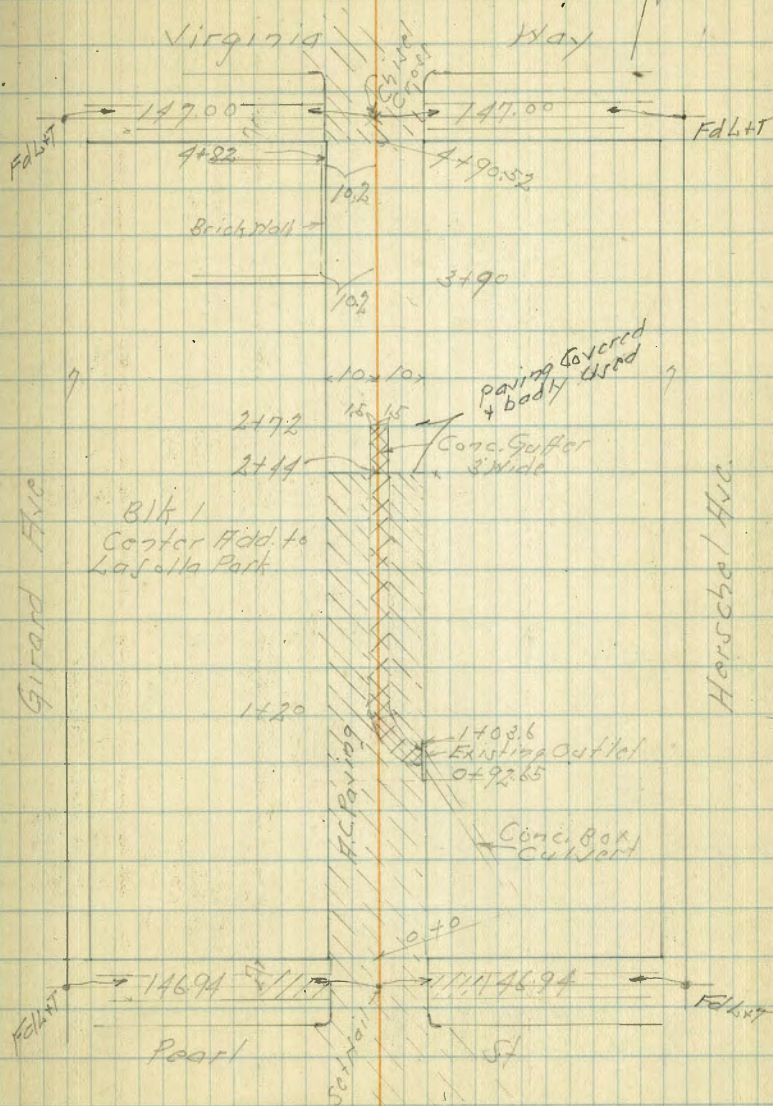 Virginia Way
147.00 147.00
Fd L+T Fd L+T
4+82 4+90.52
10.2
Brick Wall
3+90
10.2
10 10
paving Covered
+ badly Used
1.5 1.5
2+72
Conc. Gutter
3' Wide
2+44
Blk 1
Center Add. to
La Jolla Park
Girard Ave
Herschel Ave.
1+20
1+03.6
Existing Outlet
0+92.65
A.C. Paving
Conc. Box
Culvert
0+0
146.94 146.94
Fd L+T Fd L+T
Set Nail
Pearl St